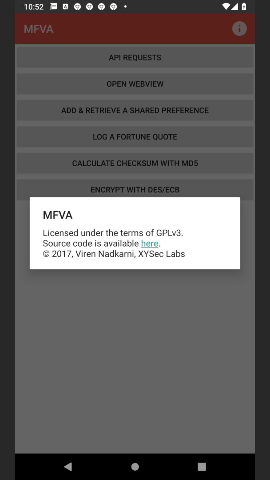 10:52
MFVA
API REQUESTS
OPEN WEBVIEW
ADD & RETRIEVE A SHARED PREFERENCE
LOG A FORTUNE QUOTE
CALCULATE CHECKSUM WITH MD5
ENCRYPT WITH DES/ECB
MFVA
Licensed under the terms of GPLv3.
Source code is available here.
© 2017, Viren Nadkarni, XYSec Labs